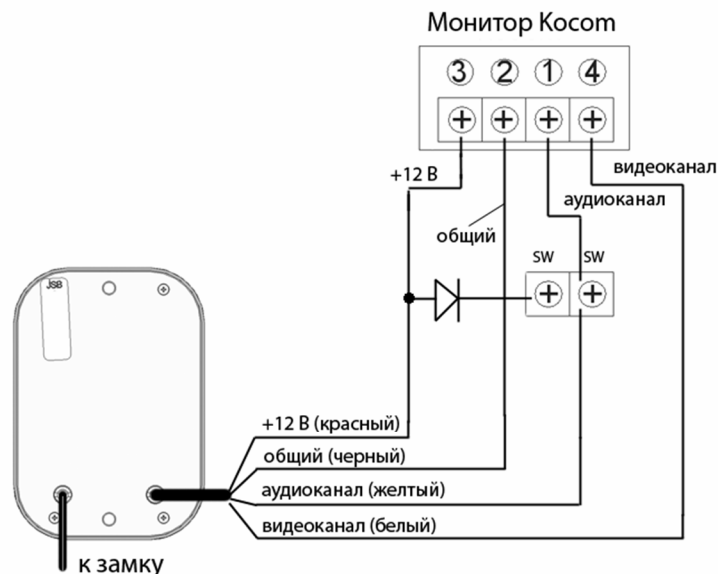 Монитор Kocom
3 2 1 4
+12 В
видеоканал
аудиоканал
общий
SW SW
JSB
+12 В (красный)
общий (черный)
аудиоканал (желтый)
видеоканал (белый)
к замку